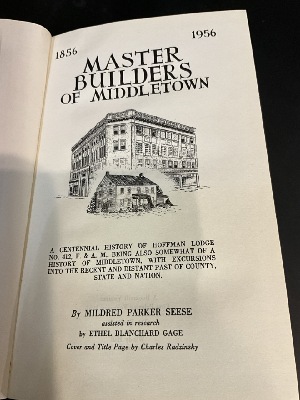 1856 1956
MASTER
BUILDERS
OF MIDDLETOWN
A CENTENNIAL HISTORY OF HOFFMAN LODGE
NO. 412, F. & A. M., BEING ALSO SOMEWHAT OF A
HISTORY OF MIDDLETOWN, WITH EXCURSIONS
INTO THE RECENT AND DISTANT PAST OF COUNTY,
STATE AND NATION.
By MILDRED PARKER SEESE
assisted in research
by ETHEL BLANCHARD GAGE
Cover and Title Page by Charles Radzinsky